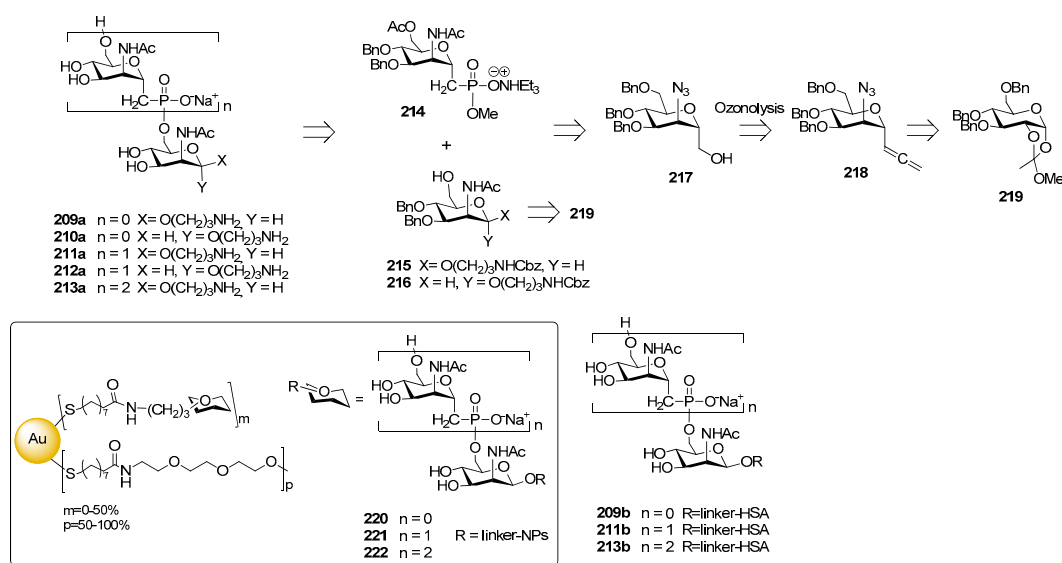 H
O
NHAc
O
HO
HO
O
H₂C-P
O⁻Na⁺
n
O
NHAc
O
HO
HO
X
Y
209a n = 0 X= O(CH₂)₃NH₂, Y = H
210a n = 0 X = H, Y = O(CH₂)₃NH₂
211a n = 1 X= O(CH₂)₃NH₂, Y = H
212a n = 1 X = H, Y = O(CH₂)₃NH₂
213a n = 2 X= O(CH₂)₃NH₂, Y = H
AcO
NHAc
O
BnO
BnO
O
H₂C-P-ONHEt₃
⊖⊕
O
Me
214
+
HO
NHAc
O
BnO
BnO
X
Y
219
215 X= O(CH₂)₃NHCbz, Y = H
216 X = H, Y = O(CH₂)₃NHCbz
BnO
N₃
O
BnO
BnO
OH
217
Ozonolysis
BnO
N₃
O
BnO
BnO
218
OBn
O
BnO
BnO
O
O
OMe
219
Au
S
7
O
N
H
(CH₂)₃
O
m
S
7
O
N
H
O
O
O
p
m=0-50%
p=50-100%
R
O
=
H
O
NHAc
O
HO
HO
O
H₂C-P
O⁻Na⁺
n
O
NHAc
O
HO
HO
OR
220 n = 0
221 n = 1 R = linker-NPs
222 n = 2
H
O
NHAc
O
HO
HO
O
H₂C-P
O⁻Na⁺
n
O
NHAc
O
HO
HO
OR
209b n = 0 R=linker-HSA
211b n = 1 R=linker-HSA
213b n = 2 R=linker-HSA